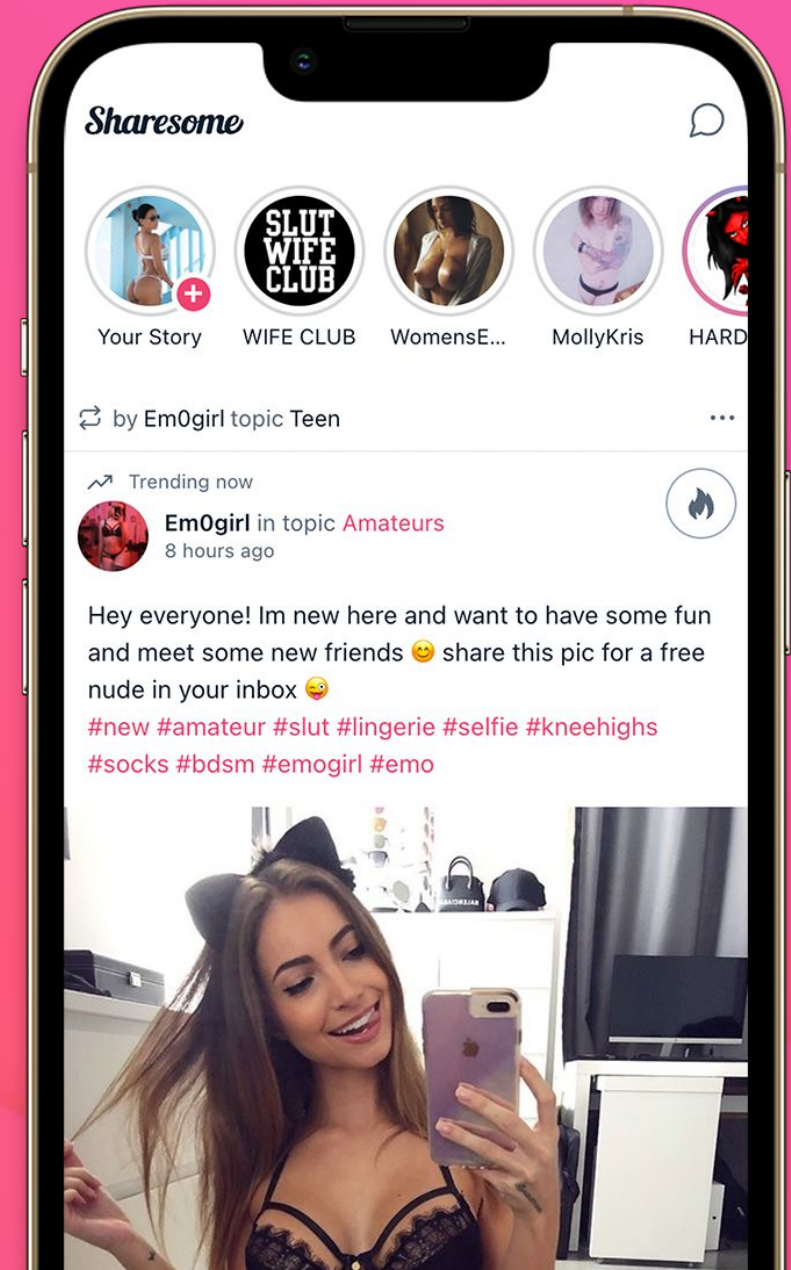 Sharesome
SLUT
WIFE
CLUB
Your Story
WIFE CLUB
WomensE...
MollyKris
HARD
by Em0girl topic Teen
Trending now
Em0girl in topic Amateurs
8 hours ago
Hey everyone! Im new here and want to have some fun
and meet some new friends 😊 share this pic for a free
nude in your inbox 😜
#new #amateur #slut #lingerie #selfie #kneehighs
#socks #bdsm #emogirl #emo